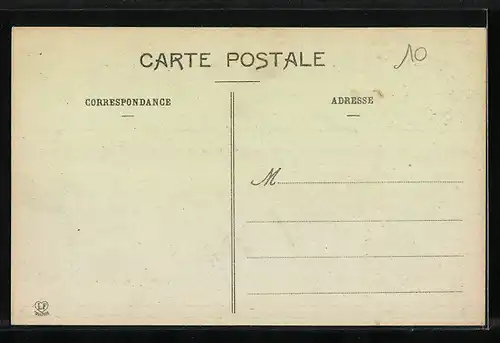 CARTE POSTALE
10
CORRESPONDANCE
ADRESSE
M